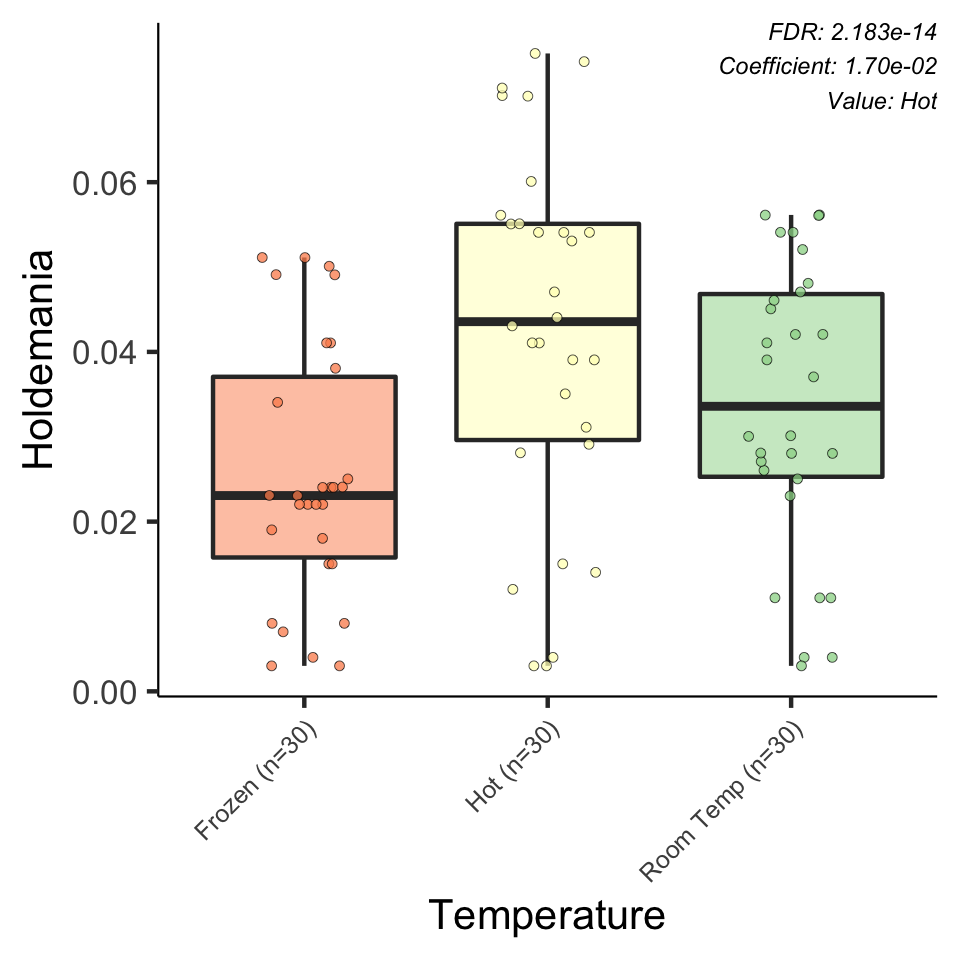 FDR: 2.183e-14
Coefficient: 1.70e-02
Value: Hot
Holdemania
0.06
0.04
0.02
0.00
Frozen (n=30)
Hot (n=30)
Room Temp (n=30)
Temperature